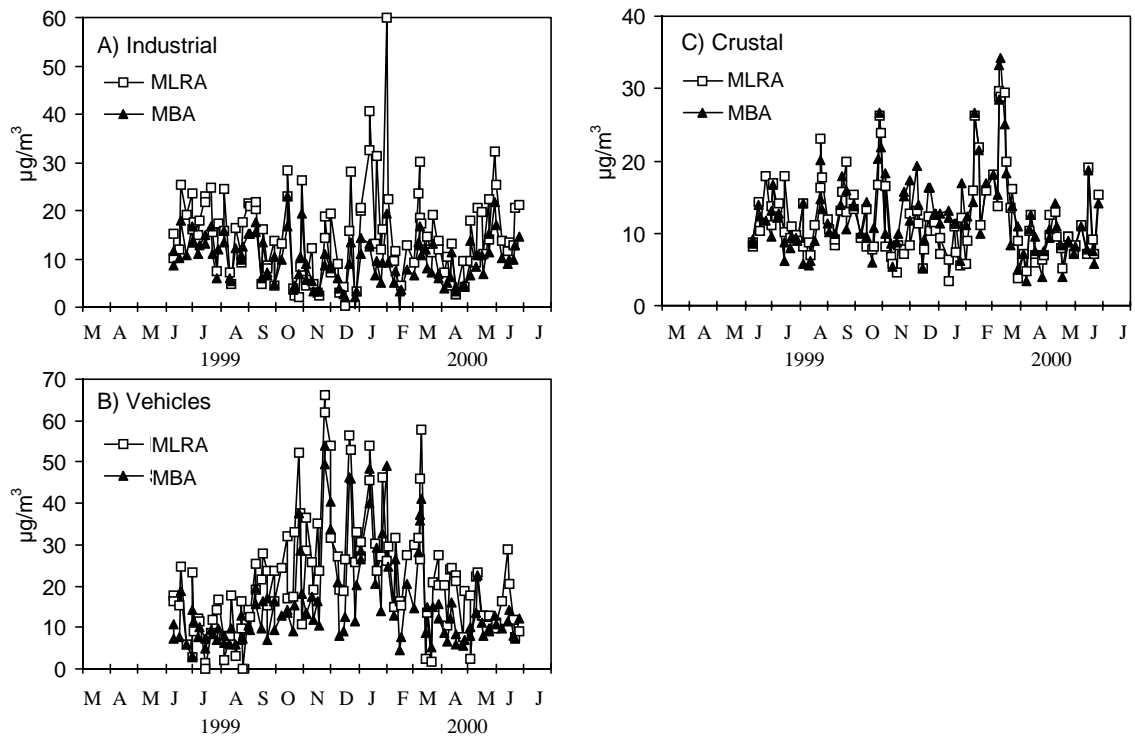 A) Industrial
MLRA
MBA
µg/m³
60
50
40
30
20
10
0
M A M J J A S O N D J F M A M J J
1999 2000
C) Crustal
MLRA
MBA
µg/m³
40
30
20
10
0
M A M J J A S O N D J F M A M J J
1999 2000
B) Vehicles
MLRA
MBA
µg/m³
70
60
50
40
30
20
10
0
M A M J J A S O N D J F M A M J J
1999 2000